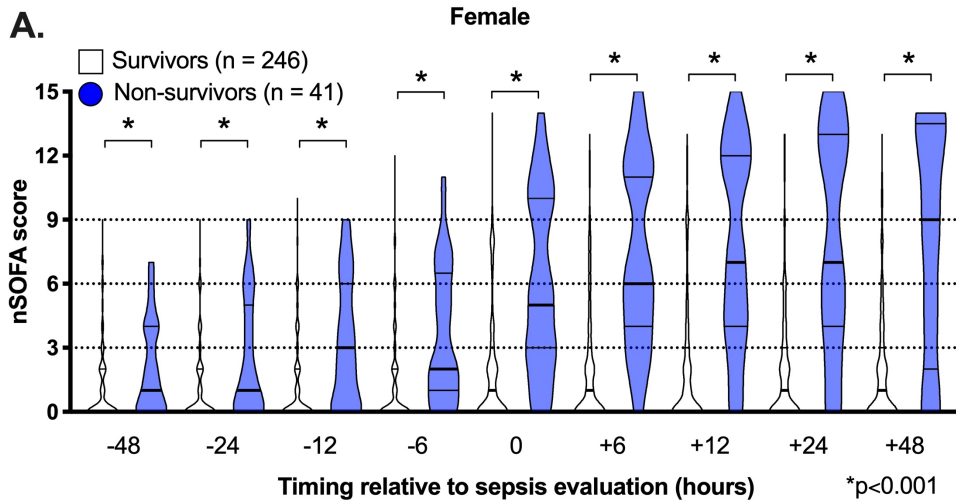 A.
Female
Survivors (n = 246)
Non-survivors (n = 41)
* * * * * * * * *
15
12
9
6
3
0
nSOFA score
-48 -24 -12 -6 0 +6 +12 +24 +48
Timing relative to sepsis evaluation (hours)
*p<0.001